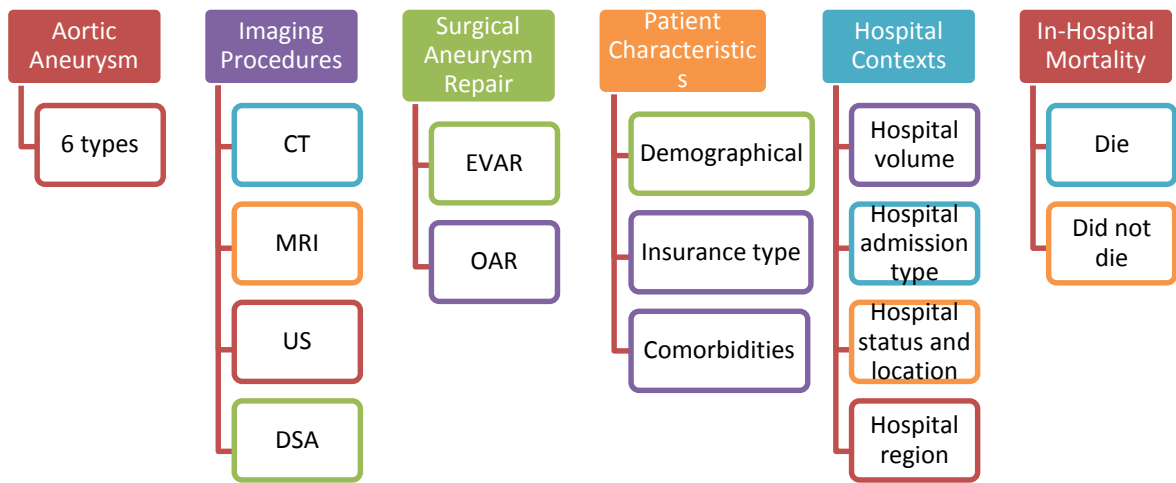 Aortic
Aneurysm
6 types
Imaging
Procedures
CT
MRI
US
DSA
Surgical
Aneurysm
Repair
EVAR
OAR
Patient
Characteristic
s
Demographical
Insurance type
Comorbidities
Hospital
Contexts
Hospital
volume
Hospital
admission
type
Hospital
status and
location
Hospital
region
In-Hospital
Mortality
Die
Did not
die